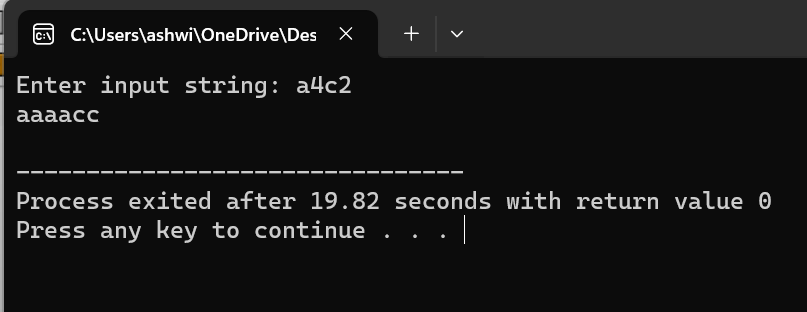 C:\Users\ashwi\OneDrive\Des
Enter input string: a4c2
aaaacc
--------------------------------
Process exited after 19.82 seconds with return value 0
Press any key to continue . . .